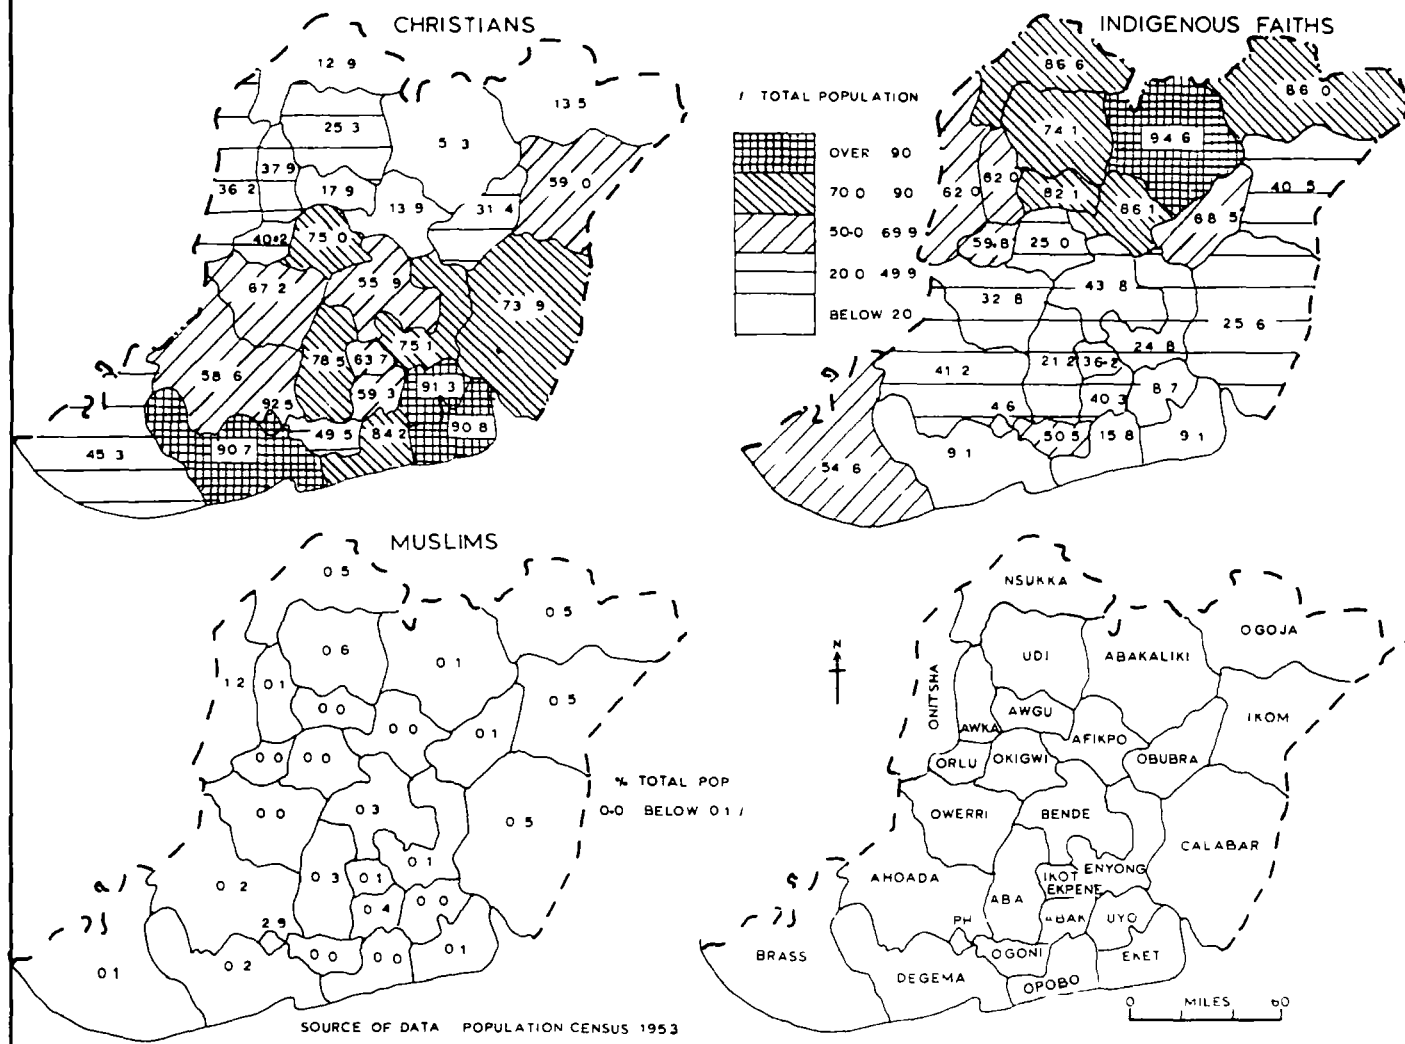 CHRISTIANS
12 9
13 5
25 3
5 3
37 9
36 2
17 9
13 9
31 4
59 0
40·2
75 0
67 2
55 9
73 9
75 1
78 5
63 7
58 6
91 3
92 5
59 3
90 8
49 5
84 2
90 7
45 3
INDIGENOUS FAITHS
86 6
86 0
74 1
94 6
62 0
62 0
82 1
86 1
68 5
40 5
59 8
25 0
32 8
43 8
25 6
24 8
41 2
21 2
36·2
8 7
4 6
40 3
50 5
15 8
9 1
9 1
54 6
/ TOTAL POPULATION
OVER 90
70 0 90
50·0 69 9
20 0 49 9
BELOW 20
MUSLIMS
0 5
0 5
0 6
0 1
1 2
0 1
0 0
0 0
0 1
0 5
0 0
0 0
0 0
0 3
0 5
0 1
0 2
0 3
0 1
0 4
0 0
2 9
0 0
0 0
0 1
0 2
0 1
% TOTAL POP
0·0 BELOW 0 1 /
SOURCE OF DATA POPULATION CENSUS 1953
NSUKKA
OGOJA
UDI
ABAKALIKI
ONITSHA
AWGU
AWKA
AFIKPO
IKOM
ORLU
OKIGWI
OBUBRA
OWERRI
BENDE
CALABAR
AHOADA
ABA
IKOT
EKPENE
ENYONG
PH
ABAK
UYO
BRASS
DEGEMA
OGONI
OPOBO
EKET
N
0 MILES 60